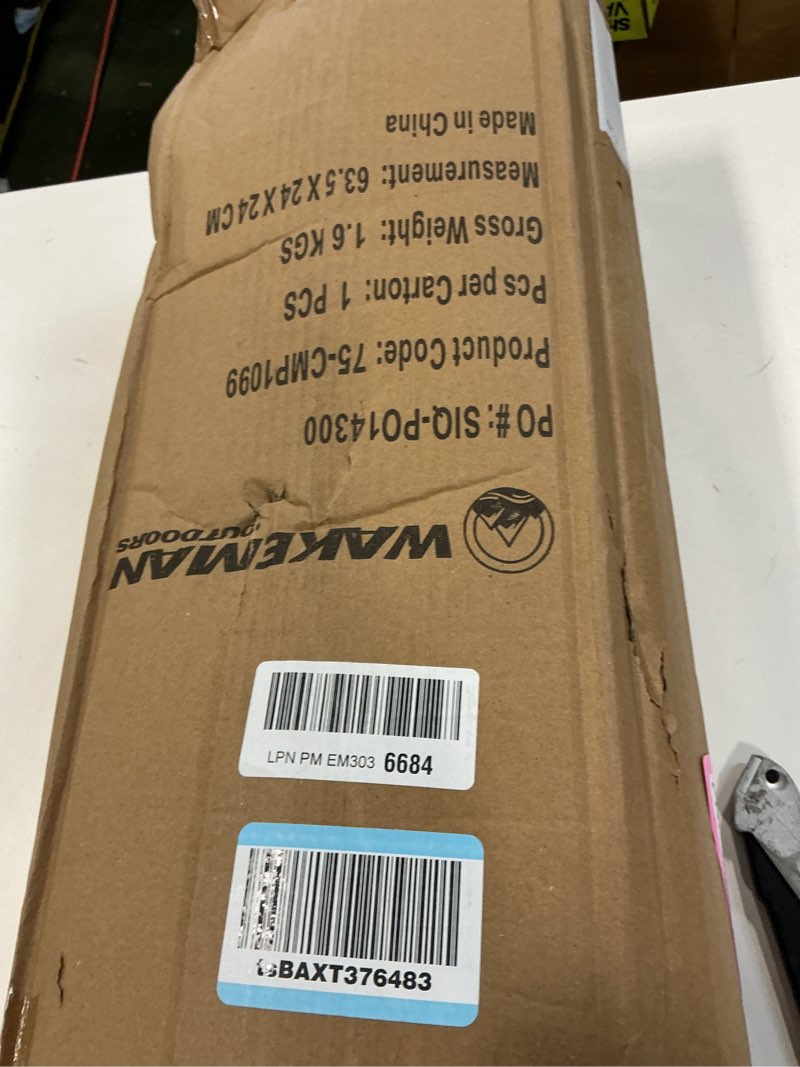 WAKEMAN
OUTDOORS
PO#: SIQ-PO14300
Product Code: 75-CMP1099
Pcs per Carton: 1 PCS
Gross Weight: 1.6 KGS
Measurement: 63.5 X 24 X 24 CM
Made in China
LPN PM EM303 6684
tsBAXT376483